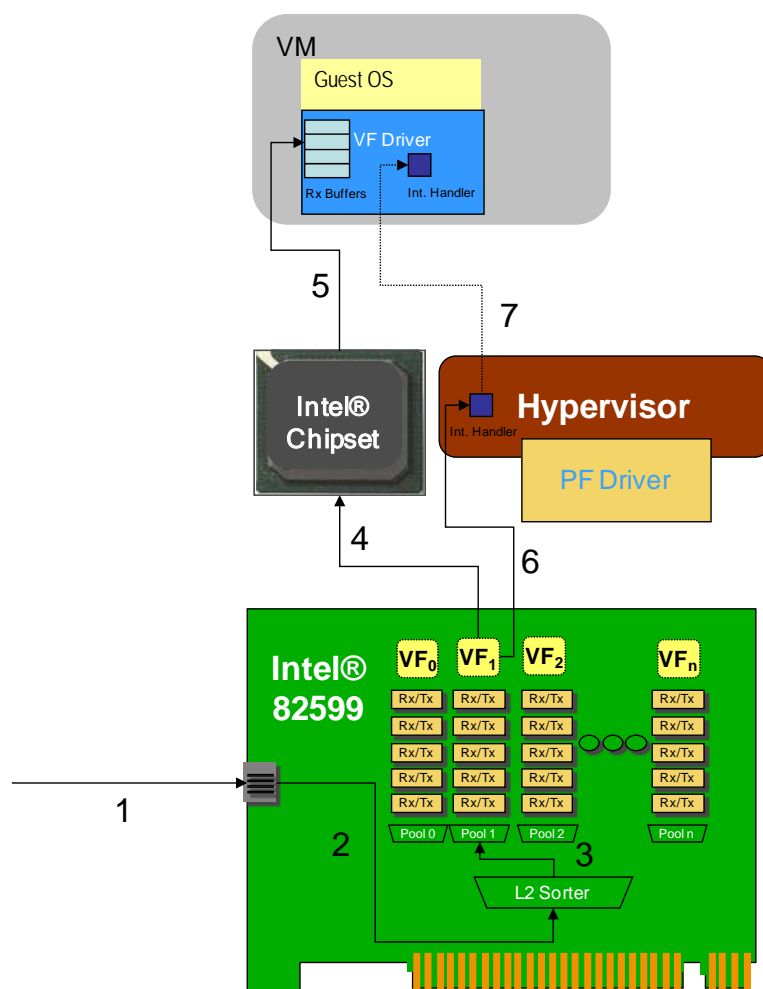 VM
Guest OS
VF Driver
Rx Buffers
Int. Handler
5
7
Intel®
Chipset
Hypervisor
Int. Handler
PF Driver
4
6
Intel®
82599
VF0
VF1
VF2
VFn
Rx/Tx Rx/Tx Rx/Tx Rx/Tx
Rx/Tx Rx/Tx Rx/Tx Rx/Tx
Rx/Tx Rx/Tx Rx/Tx Rx/Tx
Rx/Tx Rx/Tx Rx/Tx Rx/Tx
Rx/Tx Rx/Tx Rx/Tx Rx/Tx
Pool 0 Pool 1 Pool 2 Pool n
1
2
3
L2 Sorter